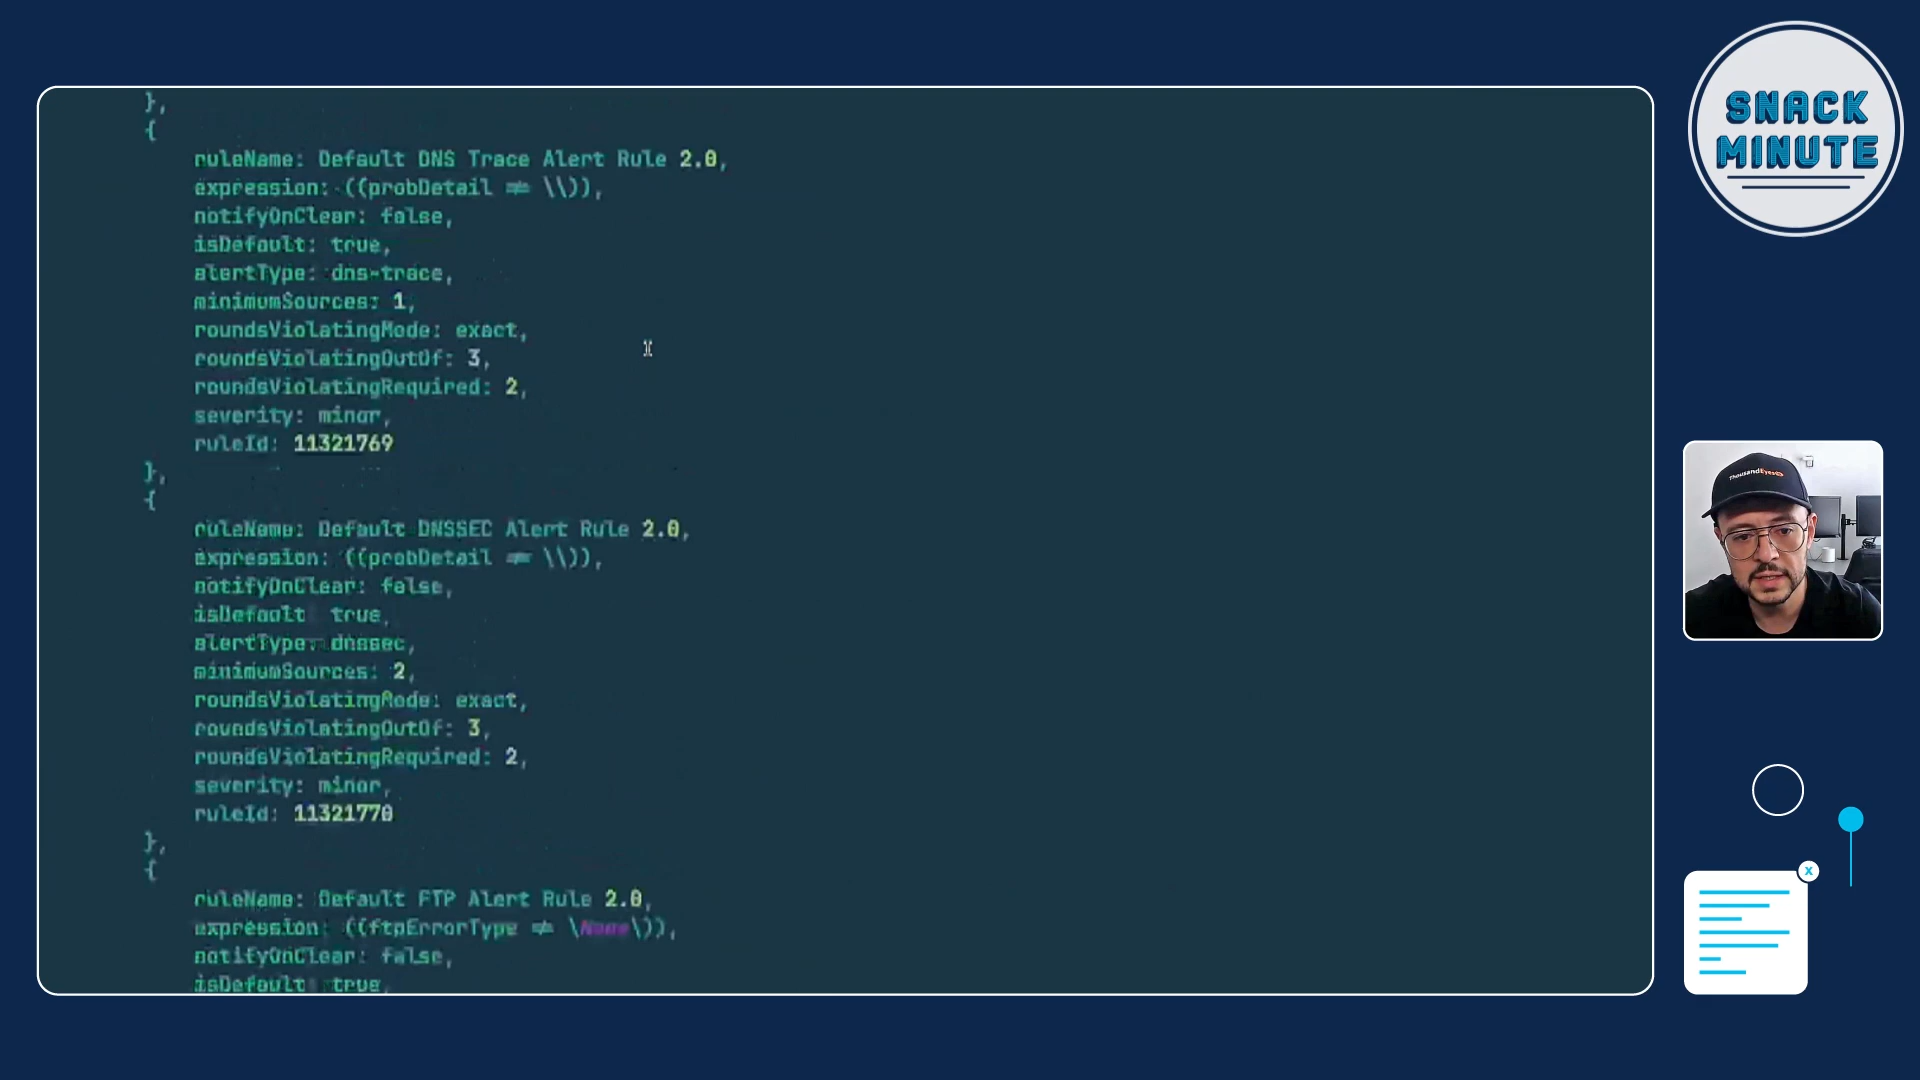 SNACK
MINUTE
},
{
ruleName: Default DNS Trace Alert Rule 2.0,
expression: ((probDetail ≠ \\)),
notifyOnClear: false,
isDefault: true,
alertType: dns-trace,
minimumSources: 1,
roundsViolatingMode: exact,
roundsViolatingOutOf: 3,
roundsViolatingRequired: 2,
severity: minor,
ruleId: 11321769
},
{
ruleName: Default DNSSEC Alert Rule 2.0,
expression: ((probDetail ≠ \\)),
notifyOnClear: false,
isDefault true,
alertType: dnssec,
minimumSources: 2,
roundsViolatingMode: exact,
roundsViolatingOutOf: 3,
roundsViolatingRequired: 2,
severity: minor,
ruleId: 11321770
},
{
ruleName: Default FTP Alert Rule 2.0,
expression: ((ftpErrorType ≠ \None\)),
notifyOnClear: false,
isDefault true,
ThousandEyes
x